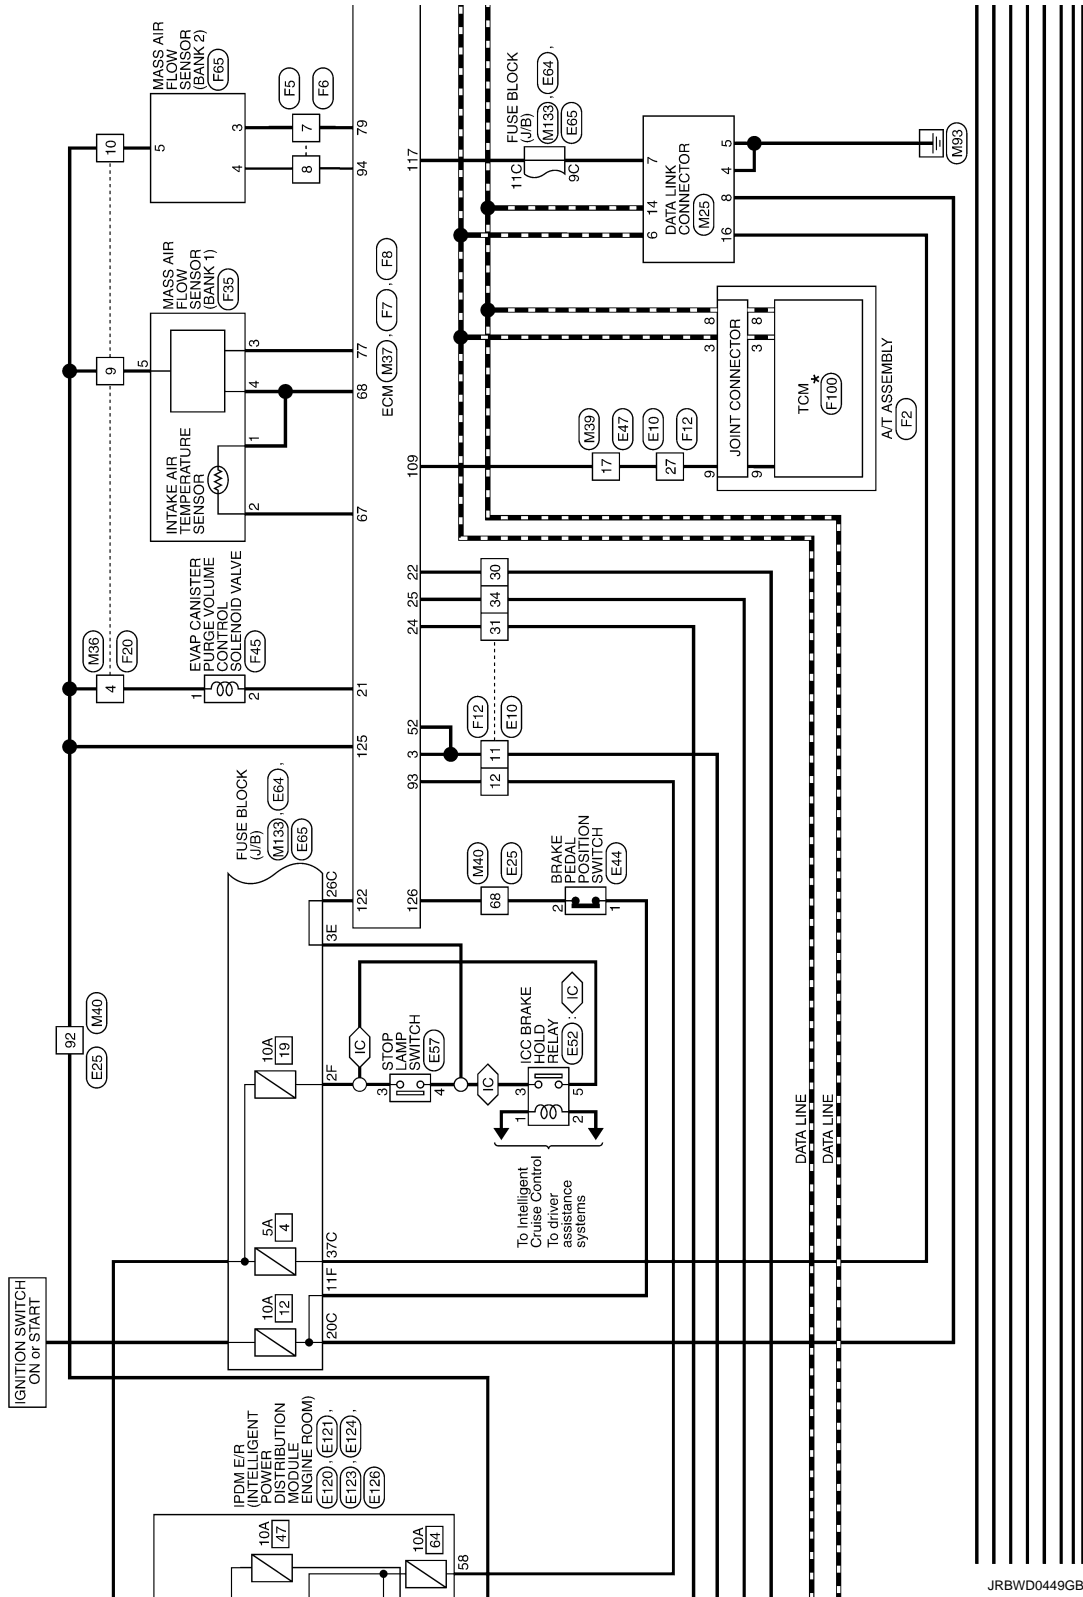 IGNITION SWITCH
ON or START
IPDM E/R
(INTELLIGENT
POWER
DISTRIBUTION
MODULE
ENGINE ROOM)
E120 , E121 ,
E123 , E124 ,
E126
10A
47
10A
64
58
FUSE BLOCK
(J/B)
M133 , E64 ,
E65
10A
12
5A
4
10A
19
20C
11F
37C
2F
3E
26C
E25
92
M40
IC
STOP
LAMP
SWITCH
E57
3
4
IC
ICC BRAKE
HOLD
RELAY
E52 : IC
1
3
2
5
To Intelligent
Cruise Control
To driver
assistance
systems
BRAKE
PEDAL
POSITION
SWITCH
E44
2
1
M40
E25
68
122
126
125
93
3
52
12
11
F12
E10
31
34
30
24
25
22
M36
F20
4
EVAP CANISTER
PURGE VOLUME
CONTROL
SOLENOID VALVE
F45
1
2
21
INTAKE AIR
TEMPERATURE
SENSOR
MASS AIR
FLOW
SENSOR
(BANK 1)
F35
9
5
2
1
4
3
67
68
77
ECM M37 , F7 , F8
MASS AIR
FLOW
SENSOR
(BANK 2)
F65
10
5
4
3
8
7
F5
F6
94
79
109
117
M39
E47
E10
F12
17
27
9
3
8
JOINT CONNECTOR
9
3
8
TCM
*
F100
A/T ASSEMBLY
F2
FUSE BLOCK
(J/B)
M133 , E64 ,
E65
11C
9C
6
14
7
DATA LINK
CONNECTOR
M25
16
8
4
5
M93
DATA LINE
DATA LINE
JRBWD0449GB